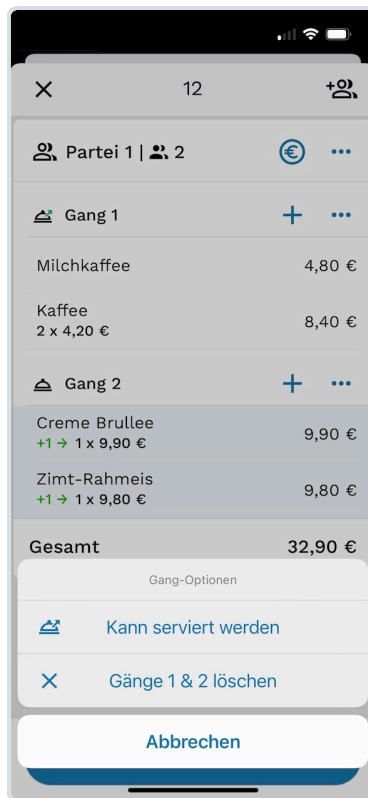 12
Partei 1 | 2
Gang 1
Milchkaffee 4,80 €
Kaffee
2 x 4,20 € 8,40 €
Gang 2
Creme Brullee
+1 → 1 x 9,90 € 9,90 €
Zimt-Rahmeis
+1 → 1 x 9,80 € 9,80 €
Gesamt 32,90 €
Gang-Optionen
Kann serviert werden
Gänge 1 & 2 löschen
Abbrechen